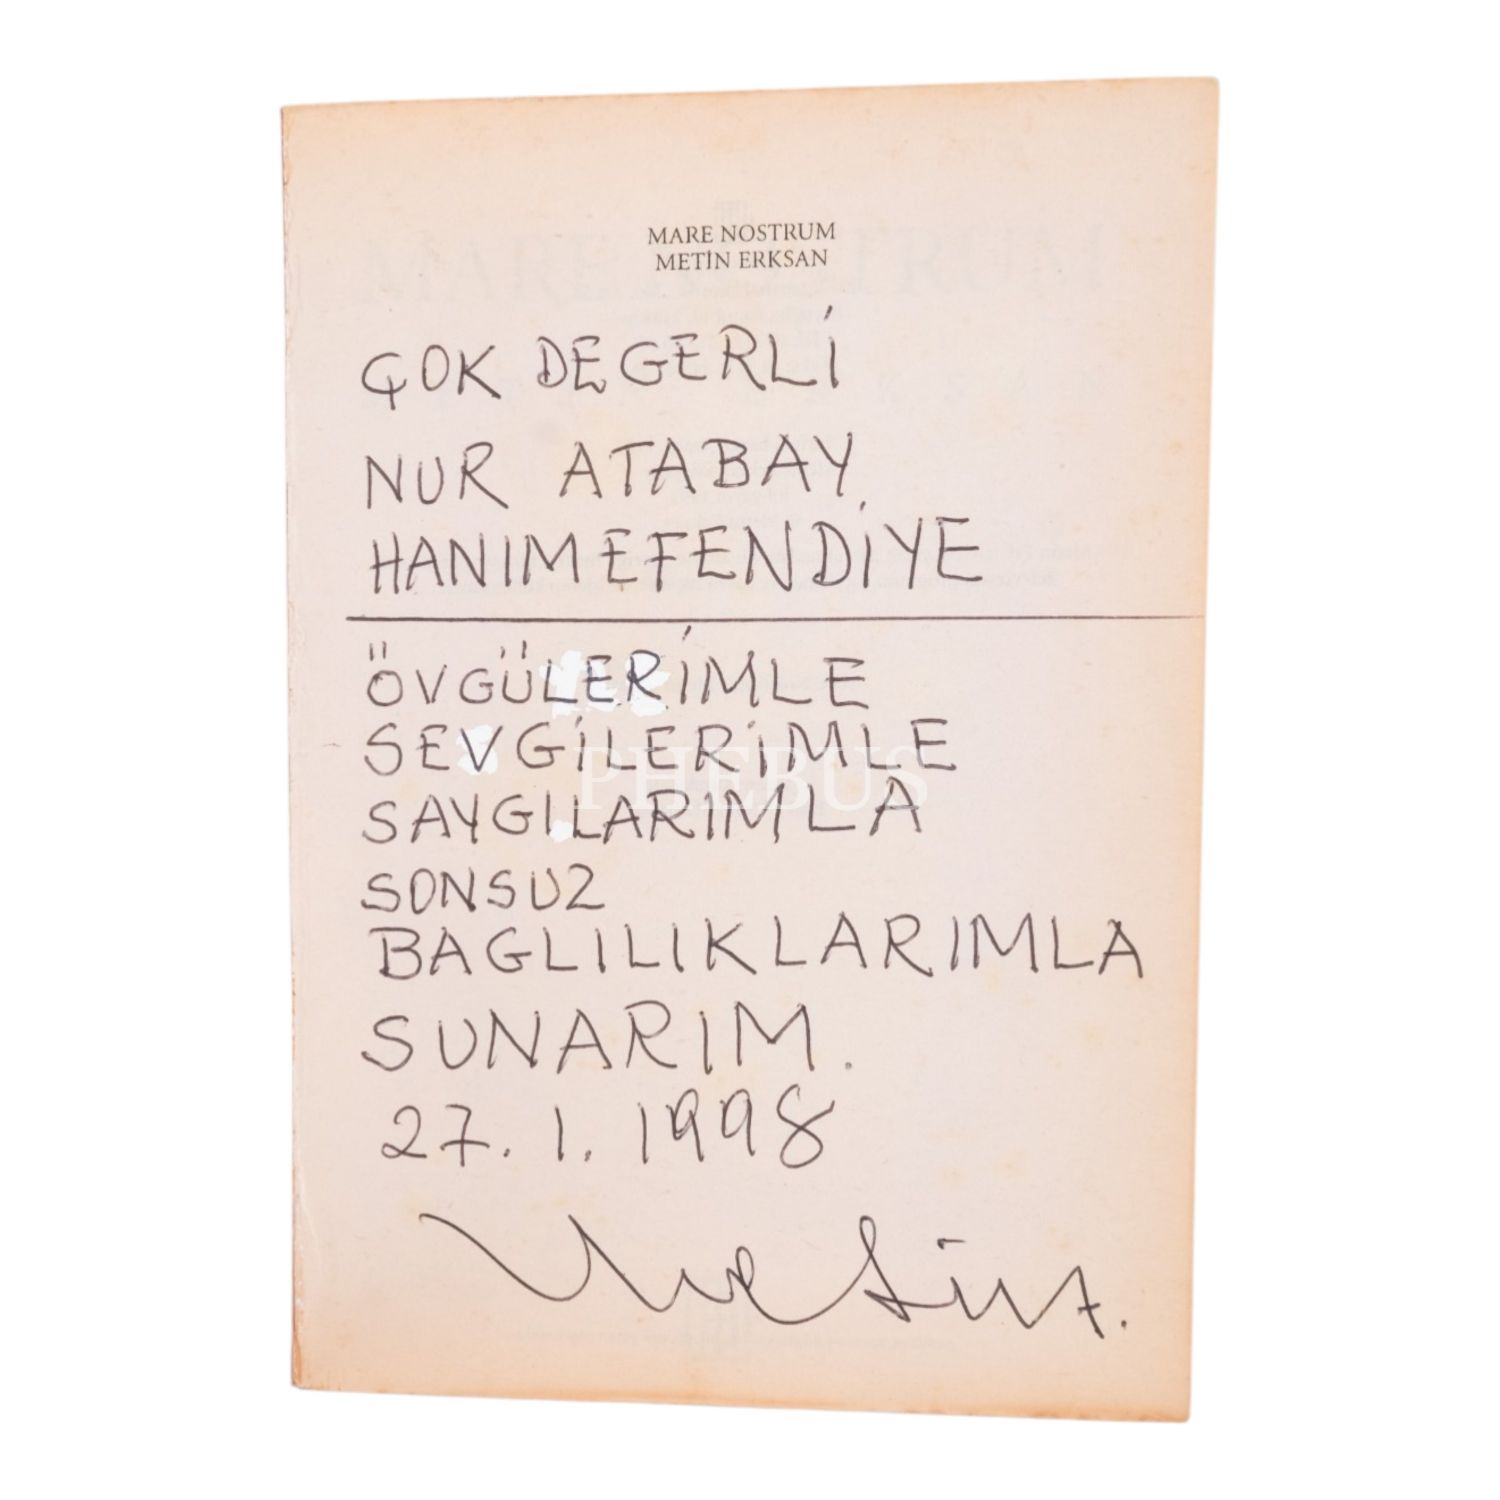 MARE NOSTRUM
METİN ERKSAN
ÇOK DEGERLİ
NUR ATABAY
HANIMEFENDİYE
ÖVGÜLERİMLE
SEVGİLERİMLE
PHEBUS
SAYGILARIMLA
SONSUZ
BAGLILIKLARIMLA
SUNARIM.
27.1.1998